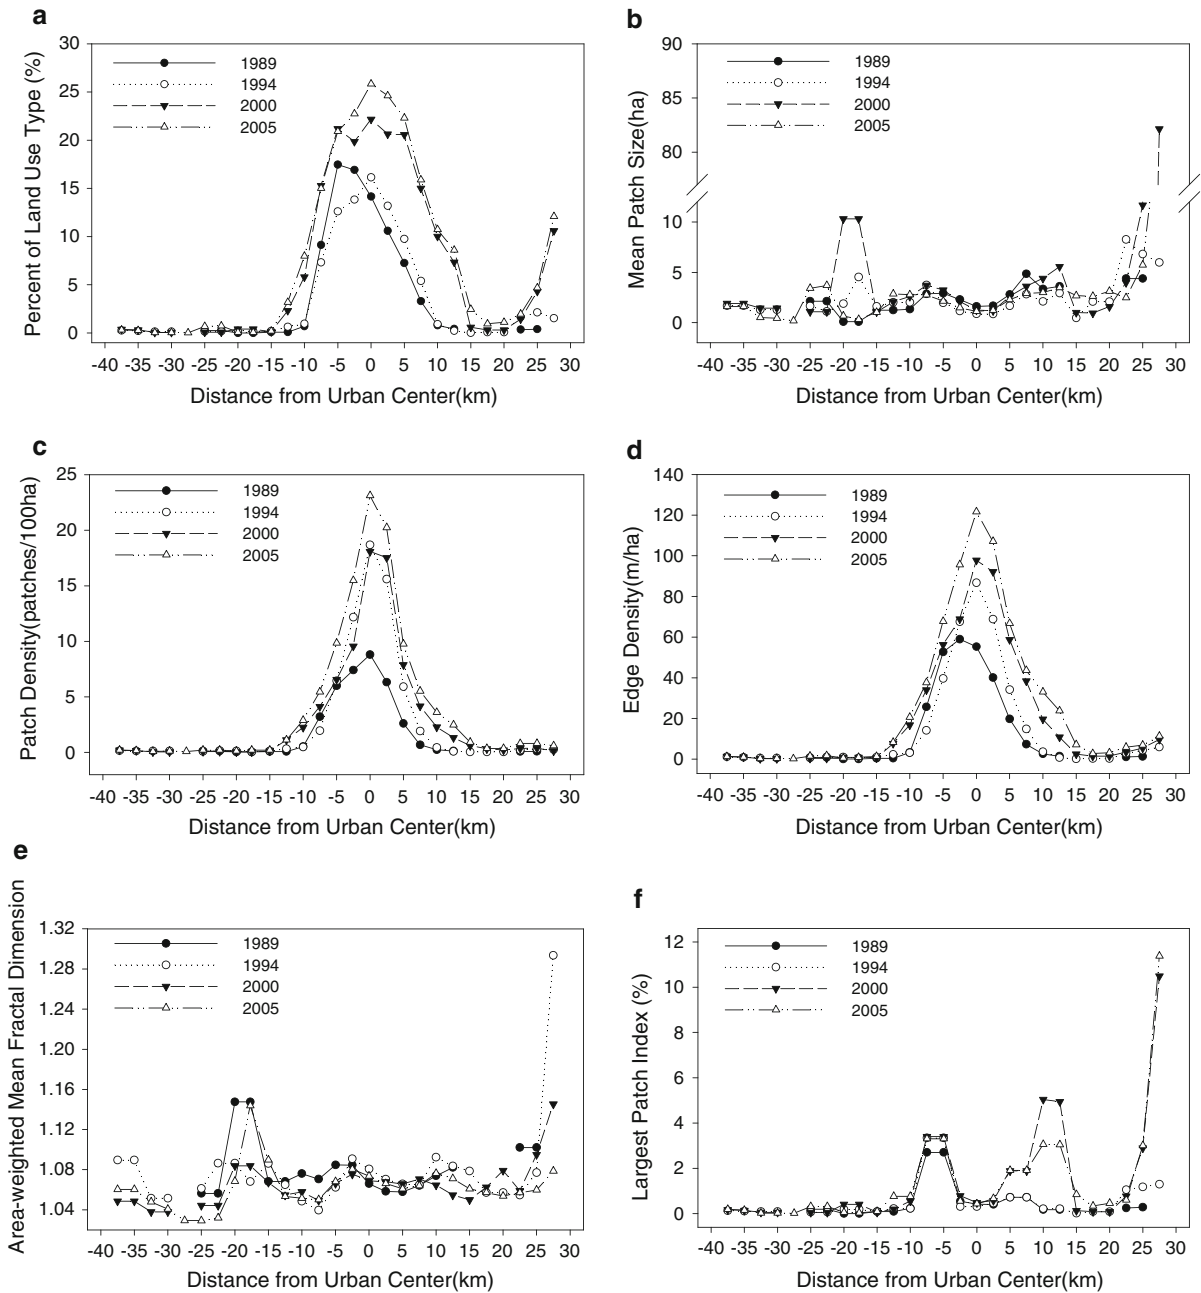 a
Percent of Land Use Type (%)
30
25
20
15
10
5
0
1989
1994
2000
2005
-40 -35 -30 -25 -20 -15 -10 -5 0 5 10 15 20 25 30
Distance from Urban Center(km)
b
Mean Patch Size(ha)
90
85
80
10
5
0
1989
1994
2000
2005
-40 -35 -30 -25 -20 -15 -10 -5 0 5 10 15 20 25 30
Distance from Urban Center(km)
c
Patch Density(patches/100ha)
25
20
15
10
5
0
1989
1994
2000
2005
-40 -35 -30 -25 -20 -15 -10 -5 0 5 10 15 20 25 30
Distance from Urban Center(km)
d
Edge Density(m/ha)
140
120
100
80
60
40
20
0
1989
1994
2000
2005
-40 -35 -30 -25 -20 -15 -10 -5 0 5 10 15 20 25 30
Distance from Urban Center(km)
e
Area-weighted Mean Fractal Dimension
1.32
1.28
1.24
1.20
1.16
1.12
1.08
1.04
1989
1994
2000
2005
-40 -35 -30 -25 -20 -15 -10 -5 0 5 10 15 20 25 30
Distance from Urban Center(km)
f
Largest Patch Index (%)
12
10
8
6
4
2
0
1989
1994
2000
2005
-40 -35 -30 -25 -20 -15 -10 -5 0 5 10 15 20 25 30
Distance from Urban Center(km)